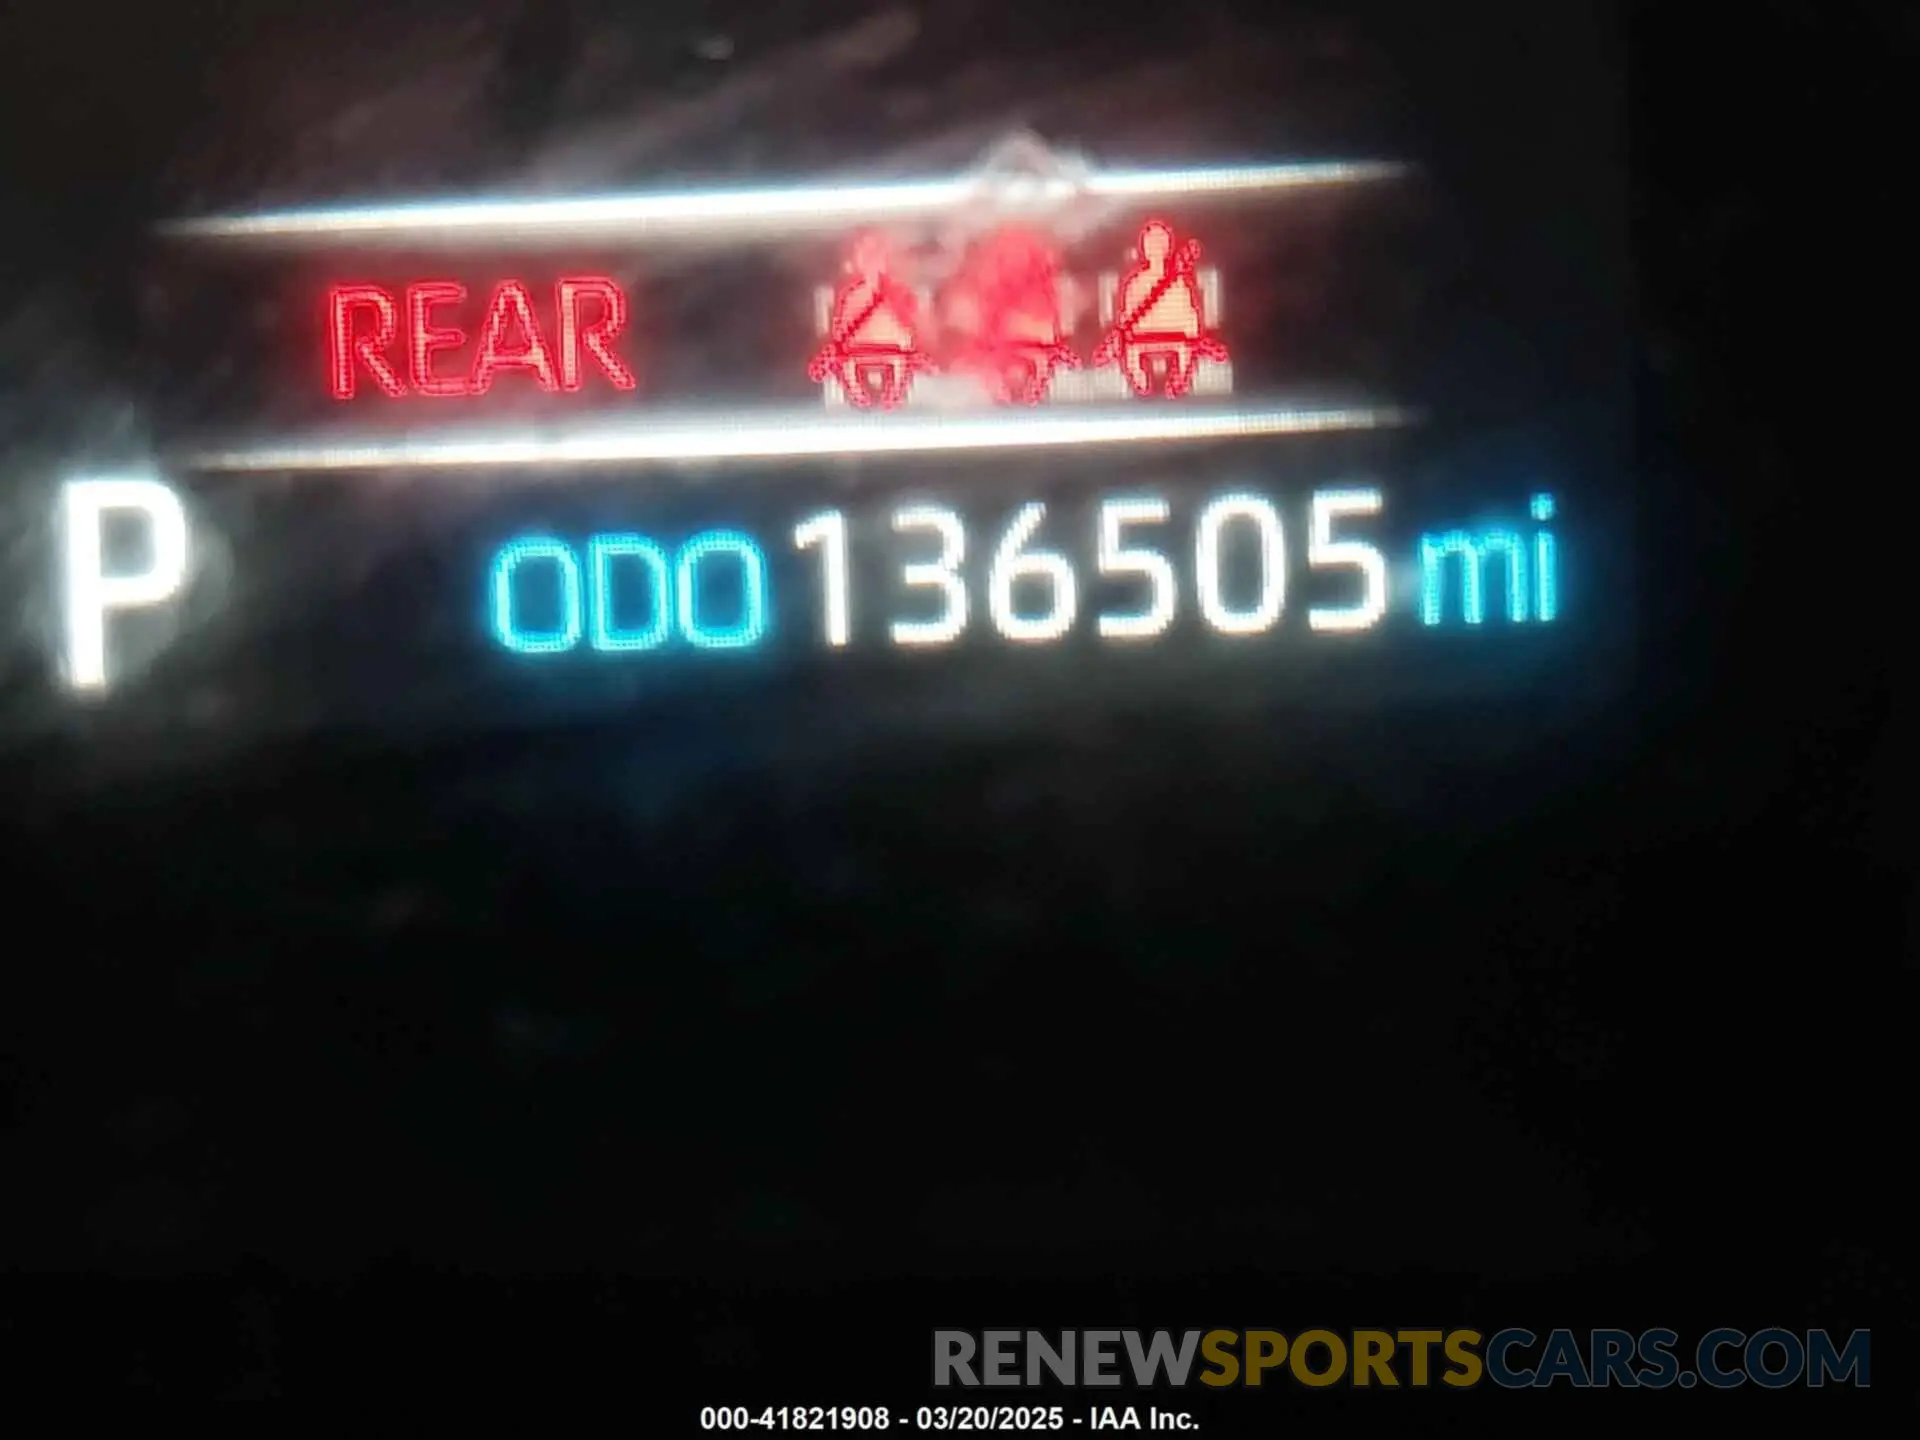 REAR
P ODO 136505 mi
RENEWSPORTSCARS.COM
000-41821908 - 03/20/2025 - IAA Inc.